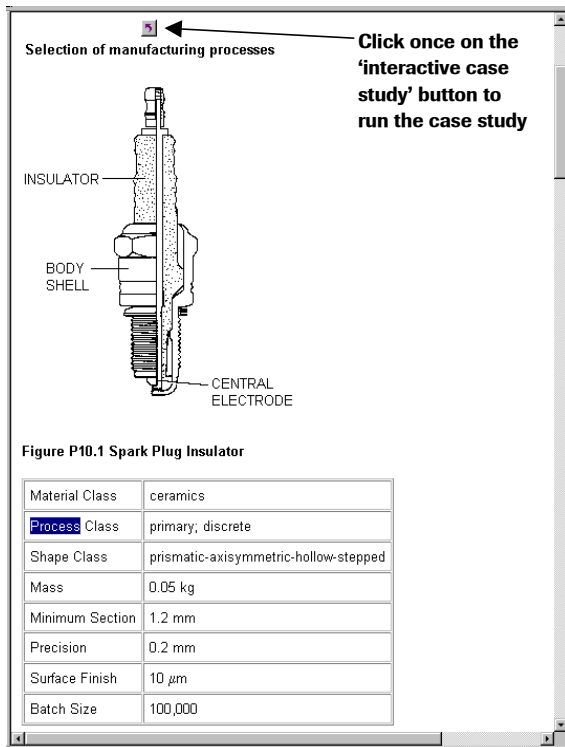 Selection of manufacturing processes
Click once on the
‘interactive case
study’ button to
run the case study
INSULATOR
BODY
SHELL
CENTRAL
ELECTRODE
Figure P10.1 Spark Plug Insulator
Material Class ceramics
Process Class primary; discrete
Shape Class prismatic-axisymmetric-hollow-stepped
Mass 0.05 kg
Minimum Section 1.2 mm
Precision 0.2 mm
Surface Finish 10 μm
Batch Size 100,000